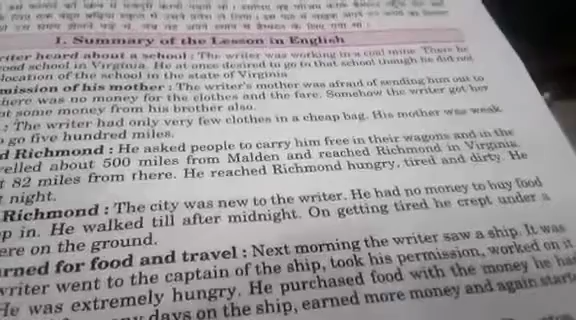 I. Summary of the Lesson in English
riter heard about a school : The writer was working in a coal mine. There he
ood school in Virginia. He at once desired to go to that school though he did not
location of the school in the state of Virginia
mission of his mother : The writer's mother was afraid of sending him out to
here was no money for the clothes and the fare. Somehow the writer got her
at some money from his brother also.
: The writer had only very few clothes in a cheap bag. His mother was weak.
o go five hundred miles.
d Richmond : He asked people to carry him free in their wagons and in the
velled about 500 miles from Malden and reached Richmond in Virginia.
t 82 miles from there. He reached Richmond hungry, tired and dirty. He
t night.
Richmond : The city was new to the writer. He had no money to buy food
p in. He walked till after midnight. On getting tired he crept under a
ere on the ground.
arned for food and travel : Next morning the writer saw a ship. It was
writer went to the captain of the ship, took his permission, worked on it
He was extremely hungry. He purchased food with the money he had
days on the ship, earned more money and again start